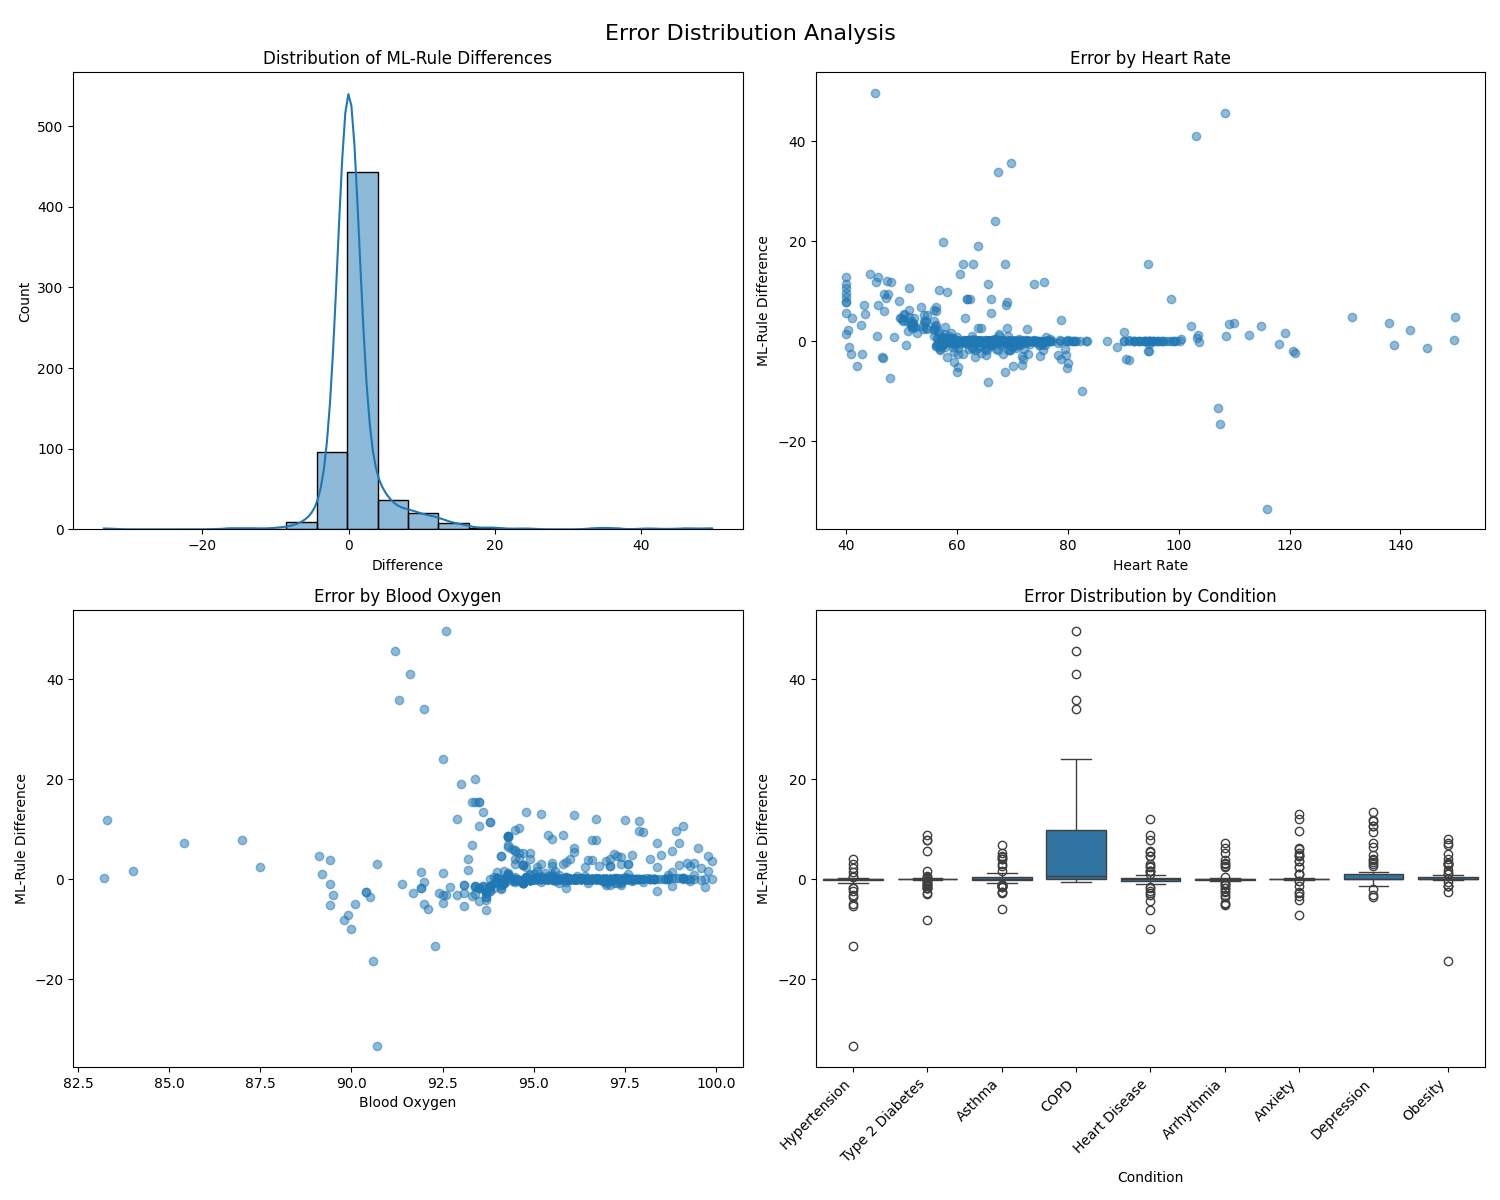 Error Distribution Analysis
Distribution of ML-Rule Differences
500
400
300
200
100
0
Count
−20
0
20
40
Difference
Error by Heart Rate
40
20
0
−20
ML-Rule Difference
40
60
80
100
120
140
Heart Rate
Error by Blood Oxygen
40
20
0
−20
ML-Rule Difference
82.5
85.0
87.5
90.0
92.5
95.0
97.5
100.0
Blood Oxygen
Error Distribution by Condition
40
20
0
−20
ML-Rule Difference
Hypertension
Type 2 Diabetes
Asthma
COPD
Heart Disease
Arrhythmia
Anxiety
Depression
Obesity
Condition